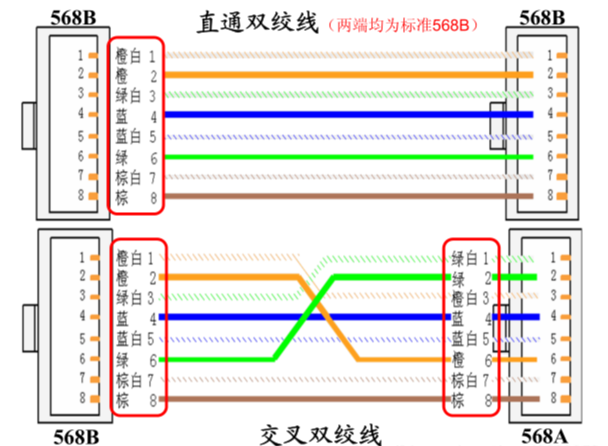 568B 直通双绞线（两端均为标准568B） 568B
1 橙白 1 1
2 橙 2 2
3 绿白 3 3
4 蓝 4 4
5 蓝白 5 5
6 绿 6 6
7 棕白 7 7
8 棕 8 8
1 橙白 1 绿白 1 1
2 橙 2 绿 2 2
3 绿白 3 橙白 3 3
4 蓝 4 蓝 4 4
5 蓝白 5 蓝白 5 5
6 绿 6 橙 6 6
7 棕白 7 棕白 7 7
8 棕 8 棕 8 8
568B 交叉双绞线 568A